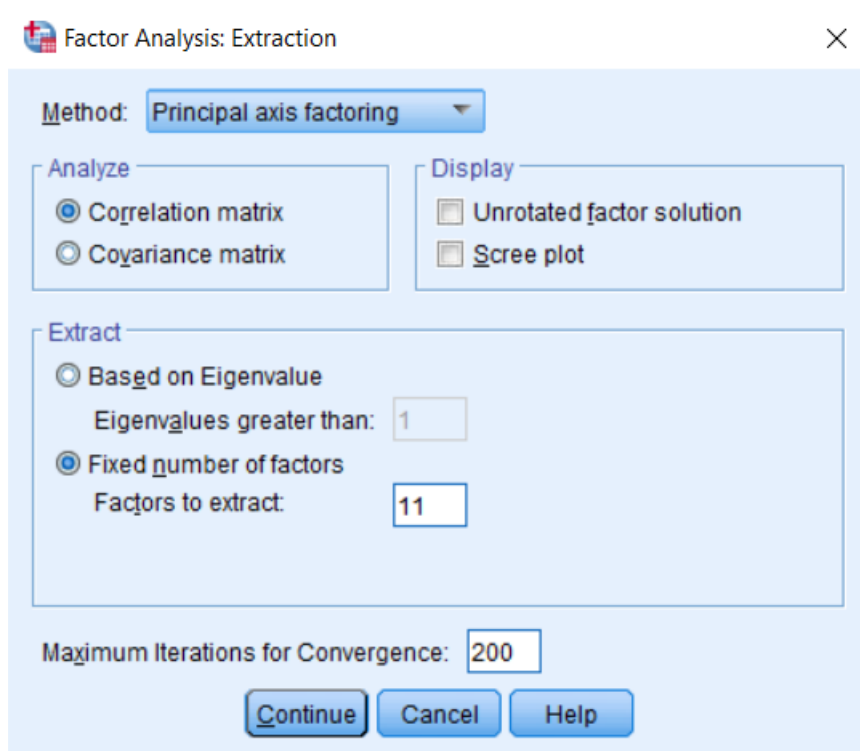 Factor Analysis: Extraction
Method: Principal axis factoring
Analyze
Correlation matrix
Covariance matrix
Display
Unrotated factor solution
Scree plot
Extract
Based on Eigenvalue
Eigenvalues greater than: 1
Fixed number of factors
Factors to extract: 11
Maximum Iterations for Convergence: 200
Continue Cancel Help